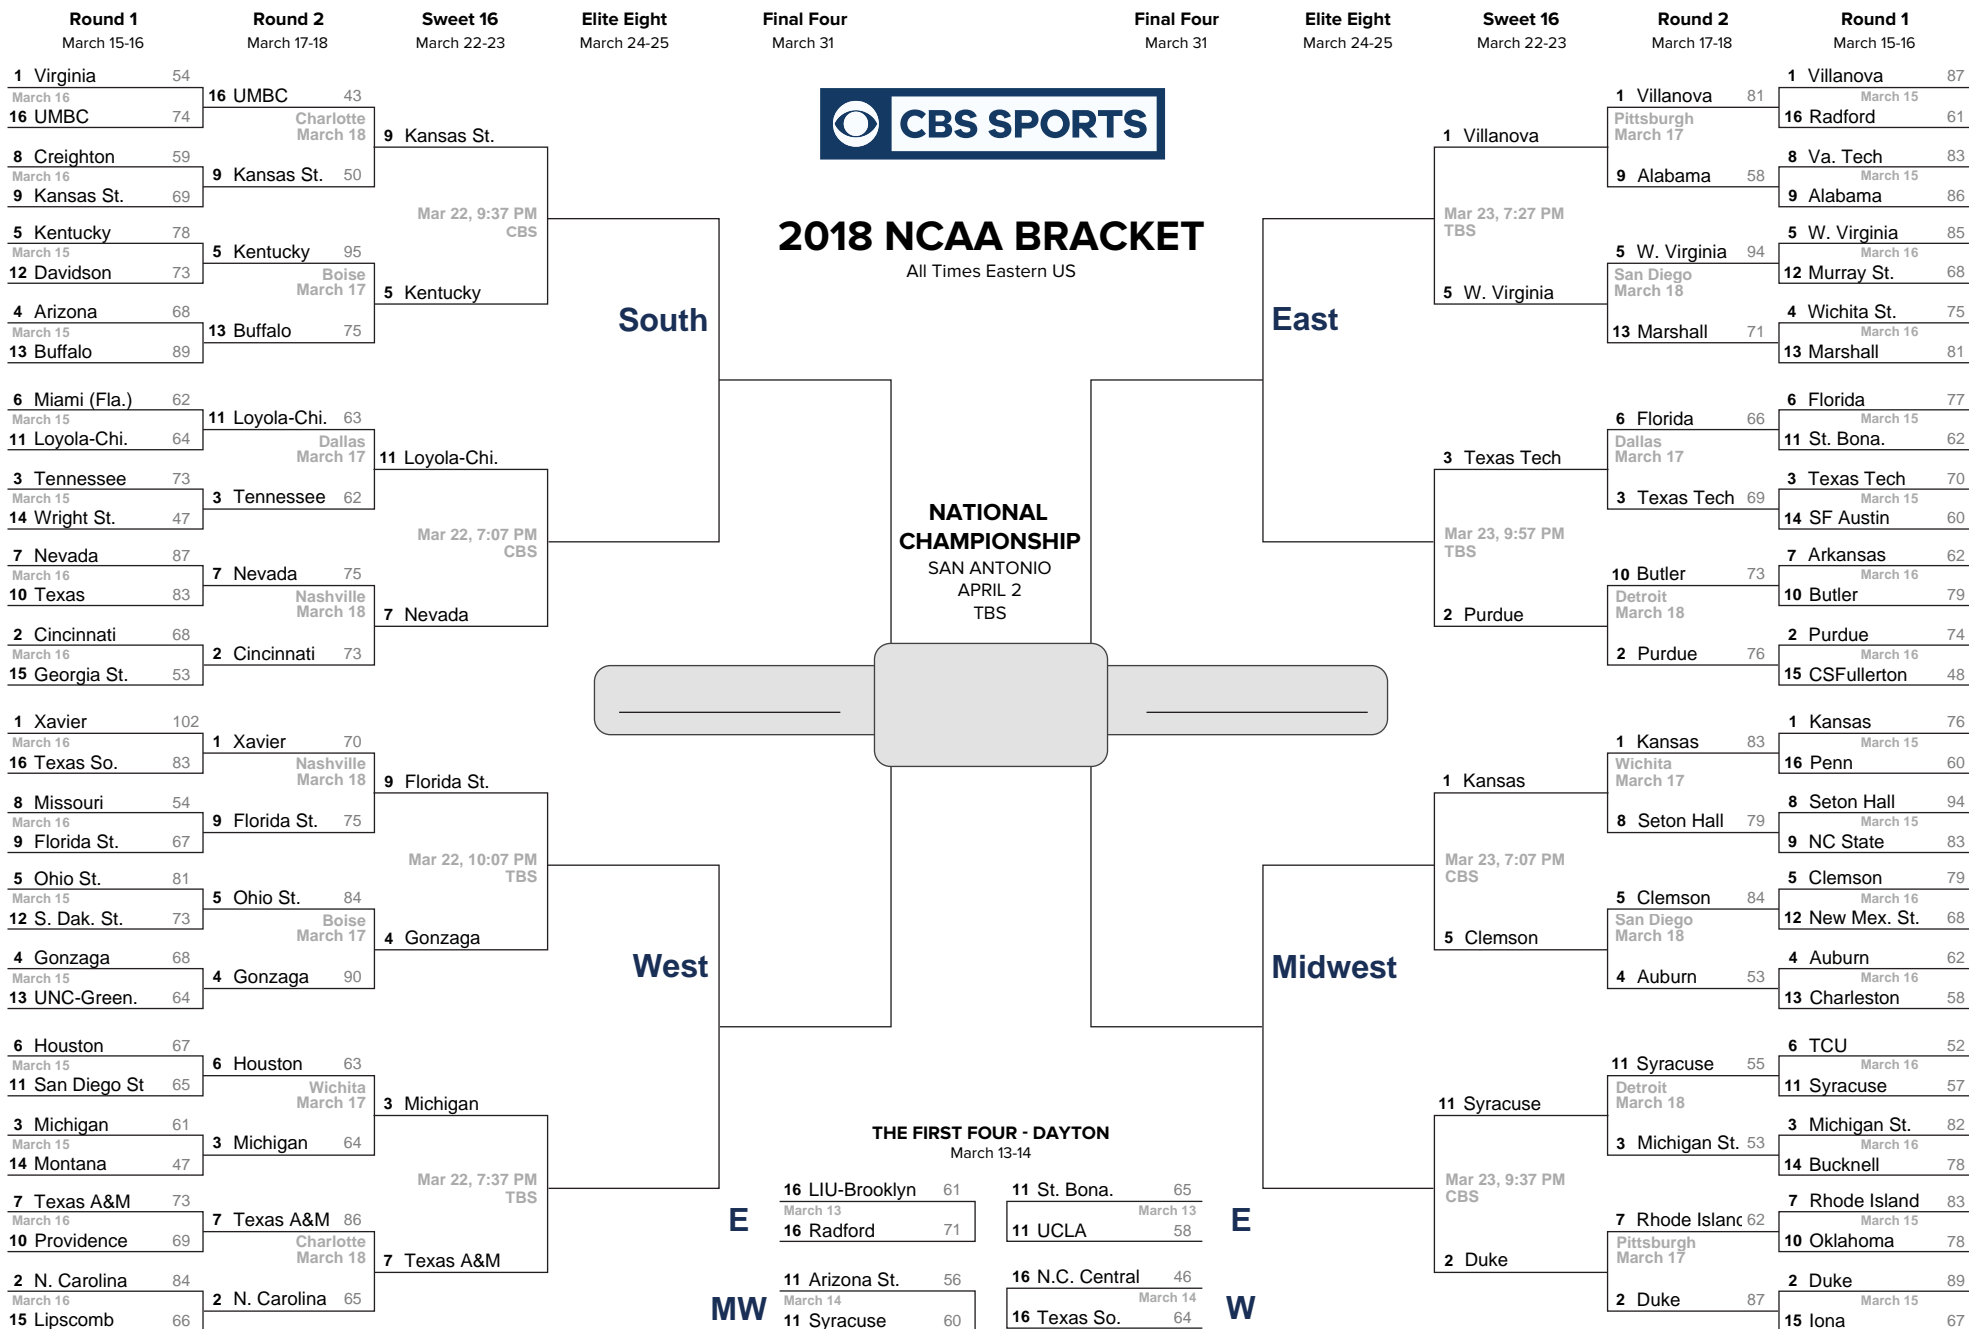 Round 1
March 15-16
Round 2
March 17-18
Sweet 16
March 22-23
Elite Eight
March 24-25
Final Four
March 31
Final Four
March 31
Elite Eight
March 24-25
Sweet 16
March 22-23
Round 2
March 17-18
Round 1
March 15-16
1 Virginia 54
March 16
16 UMBC 74
8 Creighton 59
March 16
9 Kansas St. 69
5 Kentucky 78
March 15
12 Davidson 73
4 Arizona 68
March 15
13 Buffalo 89
6 Miami (Fla.) 62
March 15
11 Loyola-Chi. 64
3 Tennessee 73
March 15
14 Wright St. 47
7 Nevada 87
March 16
10 Texas 83
2 Cincinnati 68
March 16
15 Georgia St. 53
1 Xavier 102
March 16
16 Texas So. 83
8 Missouri 54
March 16
9 Florida St. 67
5 Ohio St. 81
March 15
12 S. Dak. St. 73
4 Gonzaga 68
March 15
13 UNC-Green. 64
6 Houston 67
March 15
11 San Diego St 65
3 Michigan 61
March 15
14 Montana 47
7 Texas A&M 73
March 16
10 Providence 69
2 N. Carolina 84
March 16
15 Lipscomb 66
16 UMBC 43
Charlotte
March 18
9 Kansas St. 50
5 Kentucky 95
Boise
March 17
13 Buffalo 75
11 Loyola-Chi. 63
Dallas
March 17
3 Tennessee 62
7 Nevada 75
Nashville
March 18
2 Cincinnati 73
1 Xavier 70
Nashville
March 18
9 Florida St. 75
5 Ohio St. 84
Boise
March 17
4 Gonzaga 90
6 Houston 63
Wichita
March 17
3 Michigan 64
7 Texas A&M 86
Charlotte
March 18
2 N. Carolina 65
9 Kansas St.
Mar 22, 9:37 PM
CBS
5 Kentucky
11 Loyola-Chi.
Mar 22, 7:07 PM
CBS
7 Nevada
9 Florida St.
Mar 22, 10:07 PM
TBS
4 Gonzaga
3 Michigan
Mar 22, 7:37 PM
TBS
7 Texas A&M
South
West
CBS SPORTS
2018 NCAA BRACKET
All Times Eastern US
NATIONAL
CHAMPIONSHIP
SAN ANTONIO
APRIL 2
TBS
THE FIRST FOUR - DAYTON
March 13-14
E
16 LIU-Brooklyn 61
March 13
16 Radford 71
11 St. Bona. 65
March 13
11 UCLA 58
E
MW
11 Arizona St. 56
March 14
11 Syracuse 60
16 N.C. Central 46
March 14
16 Texas So. 64
W
East
Midwest
1 Villanova
Mar 23, 7:27 PM
TBS
5 W. Virginia
3 Texas Tech
Mar 23, 9:57 PM
TBS
2 Purdue
1 Kansas
Mar 23, 7:07 PM
CBS
5 Clemson
11 Syracuse
Mar 23, 9:37 PM
CBS
2 Duke
1 Villanova 81
Pittsburgh
March 17
9 Alabama 58
5 W. Virginia 94
San Diego
March 18
13 Marshall 71
6 Florida 66
Dallas
March 17
3 Texas Tech 69
10 Butler 73
Detroit
March 18
2 Purdue 76
1 Kansas 83
Wichita
March 17
8 Seton Hall 79
5 Clemson 84
San Diego
March 18
4 Auburn 53
11 Syracuse 55
Detroit
March 18
3 Michigan St. 53
7 Rhode Island 62
Pittsburgh
March 17
2 Duke 87
1 Villanova 87
March 15
16 Radford 61
8 Va. Tech 83
March 15
9 Alabama 86
5 W. Virginia 85
March 16
12 Murray St. 68
4 Wichita St. 75
March 16
13 Marshall 81
6 Florida 77
March 15
11 St. Bona. 62
3 Texas Tech 70
March 15
14 SF Austin 60
7 Arkansas 62
March 16
10 Butler 79
2 Purdue 74
March 16
15 CSFullerton 48
1 Kansas 76
March 15
16 Penn 60
8 Seton Hall 94
March 15
9 NC State 83
5 Clemson 79
March 16
12 New Mex. St. 68
4 Auburn 62
March 16
13 Charleston 58
6 TCU 52
March 16
11 Syracuse 57
3 Michigan St. 82
March 16
14 Bucknell 78
7 Rhode Island 83
March 15
10 Oklahoma 78
2 Duke 89
March 15
15 Iona 67